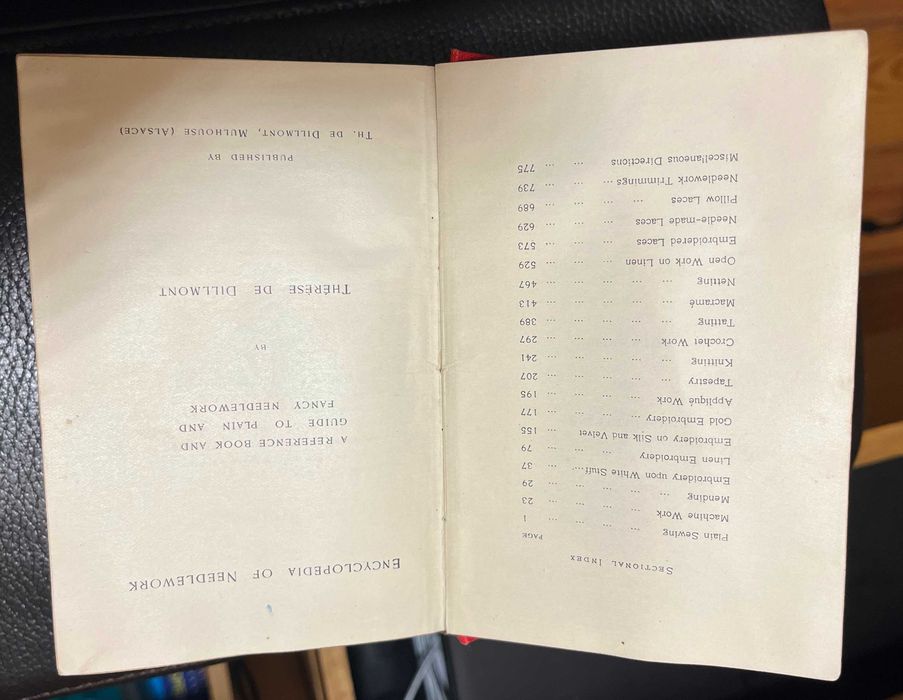 SECTIONAL INDEX
PAGE
Plain Sewing ... ... ... ... 1
Machine Work ... ... ... ... 23
Mending ... ... ... ... ... 29
Embroidery upon White Stuff... ... 37
Linen Embroidery ... ... ... 79
Embroidery on Silk and Velvet ... 155
Gold Embroidery ... ... ... 177
Appliqué Work ... ... ... ... 195
Tapestry ... ... ... ... ... 207
Knitting ... ... ... ... ... 241
Crochet Work ... ... ... ... 297
Tatting ... ... ... ... ... 389
Macramé ... ... ... ... ... 413
Netting ... ... ... ... ... 467
Open Work on Linen ... ... ... 529
Embroidered Laces ... ... ... 573
Needle-made Laces ... ... ... 629
Pillow Laces ... ... ... ... 689
Needlework Trimmings ... ... ... 739
Miscellaneous Directions ... ... 775
ENCYCLOPEDIA OF NEEDLEWORK
A REFERENCE BOOK AND
GUIDE TO PLAIN AND
FANCY NEEDLEWORK
BY
THÉRÈSE DE DILLMONT
PUBLISHED BY
TH. DE DILLMONT, MULHOUSE (ALSACE)